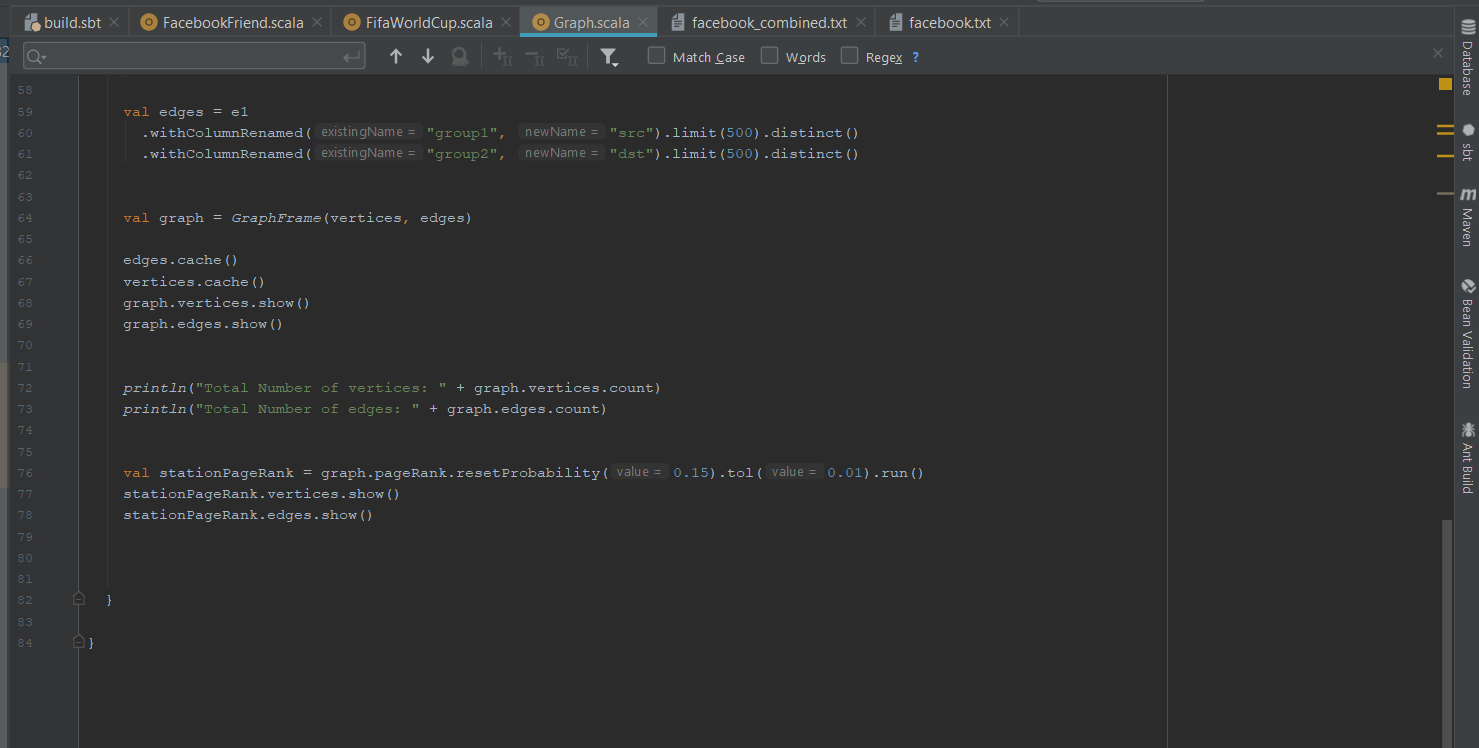 build.sbt FacebookFriend.scala FifaWorldCup.scala Graph.scala facebook_combined.txt facebook.txt
Match Case Words Regex ?
58
59 val edges = e1
60 .withColumnRenamed( existingName = "group1", newName = "src").limit(500).distinct()
61 .withColumnRenamed( existingName = "group2", newName = "dst").limit(500).distinct()
62
63
64 val graph = GraphFrame(vertices, edges)
65
66 edges.cache()
67 vertices.cache()
68 graph.vertices.show()
69 graph.edges.show()
70
71
72 println("Total Number of vertices: " + graph.vertices.count)
73 println("Total Number of edges: " + graph.edges.count)
74
75
76 val stationPageRank = graph.pageRank.resetProbability( value = 0.15).tol( value = 0.01).run()
77 stationPageRank.vertices.show()
78 stationPageRank.edges.show()
79
80
81
82 }
83
84 }
Database
sbt
Maven
Bean Validation
Ant Build